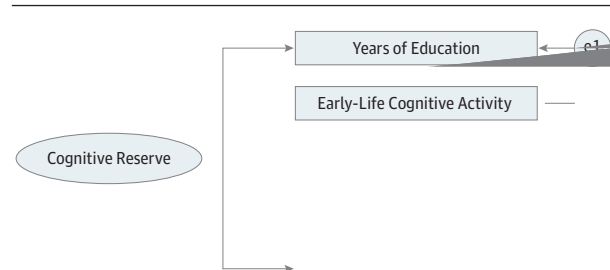 Years of Education
Early-Life Cognitive Activity
Cognitive Reserve